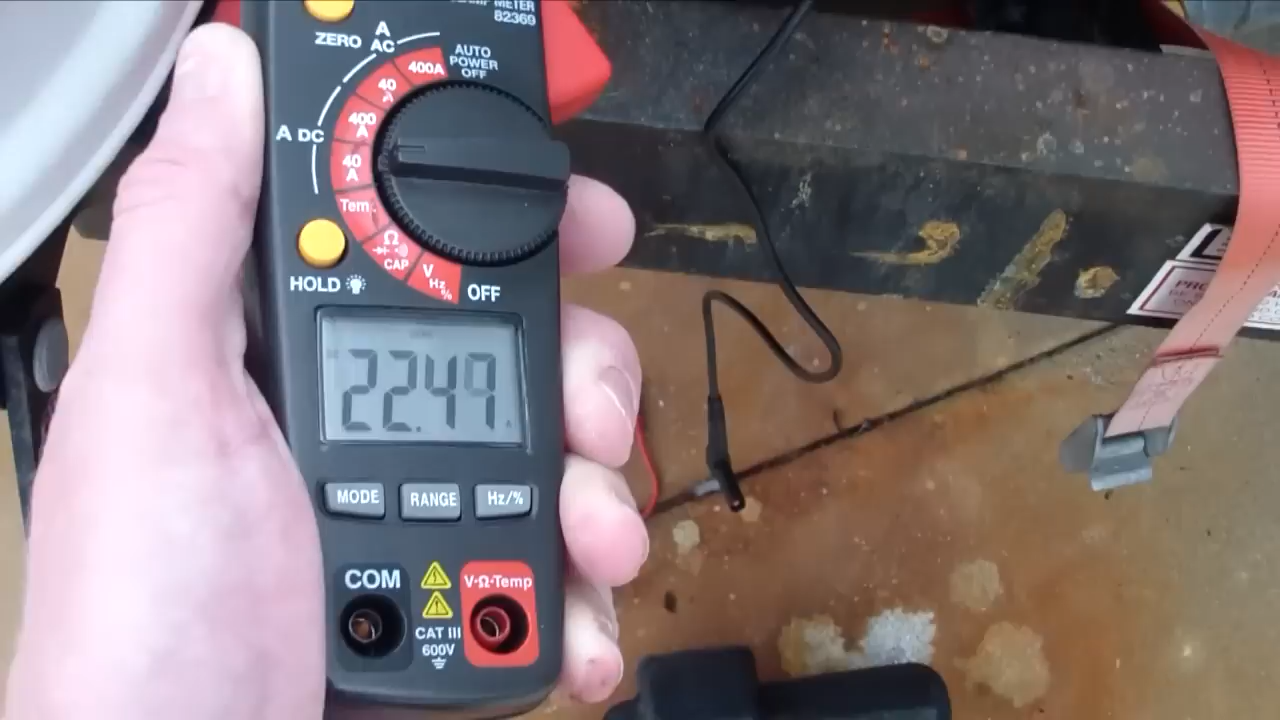 METER
82369
ZERO
A
AC
AUTO
POWER
OFF
400A
40
400
A
A DC
40
A
Tem.
Ω
CAP
V
Hz
%
HOLD
OFF
22.49
MODE
RANGE
Hz/%
COM
V-Ω-Temp
CAT III
600V